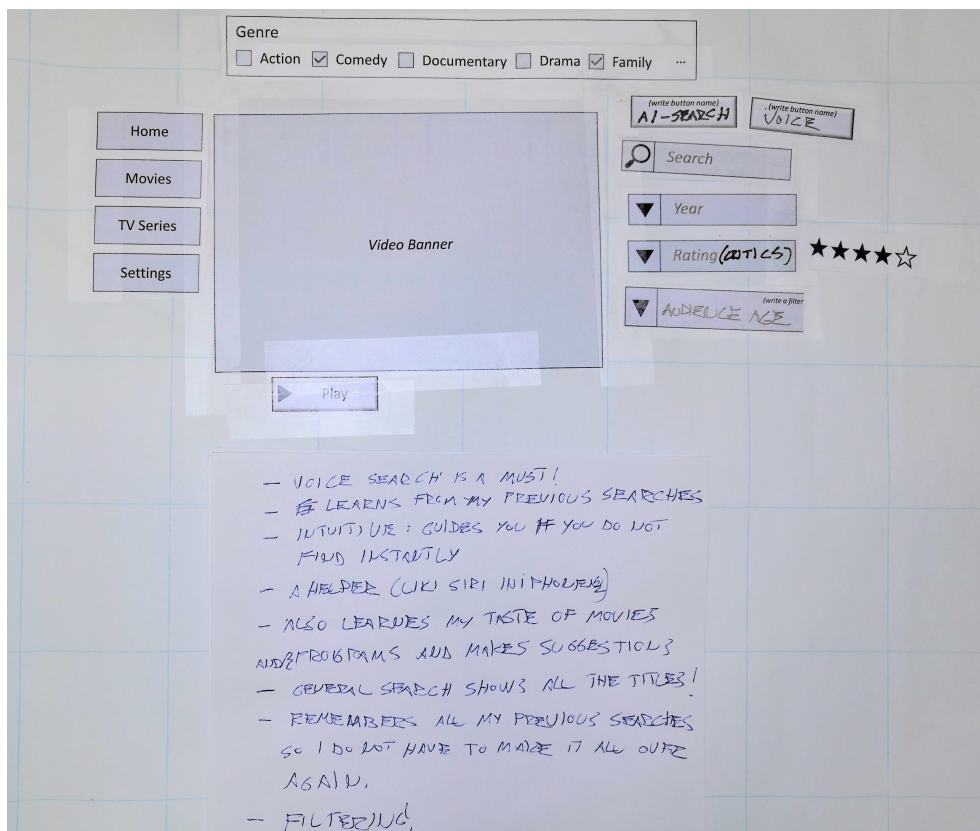 Genre
Action Comedy Documentary Drama Family ...
(write button name)
AI-SEARCH
(write button name)
VOICE
Home
Movies
TV Series
Settings
Video Banner
Search
Year
Rating (CRITICS)
(write a filter
AUDIENCE AGE
Play
- VOICE SEARCH IS A MUST!
- LEARNS FROM MY PREVIOUS SEARCHES
- INTUITIVE: GUIDES YOU IF YOU DO NOT
FIND INSTANTLY
- A HELPER (LIKI SIRI IN IPHONE)
- ALSO LEARNES MY TASTE OF MOVIES
AND PROGRAMS AND MAKES SUGGESTIONS
- GENERAL SEARCH SHOWS ALL THE TITLES!
- REMEMBERS ALL MY PREVIOUS SEARCHES
SO I DO NOT HAVE TO MAKE IT ALL OVER
AGAIN.
- FILTERING!